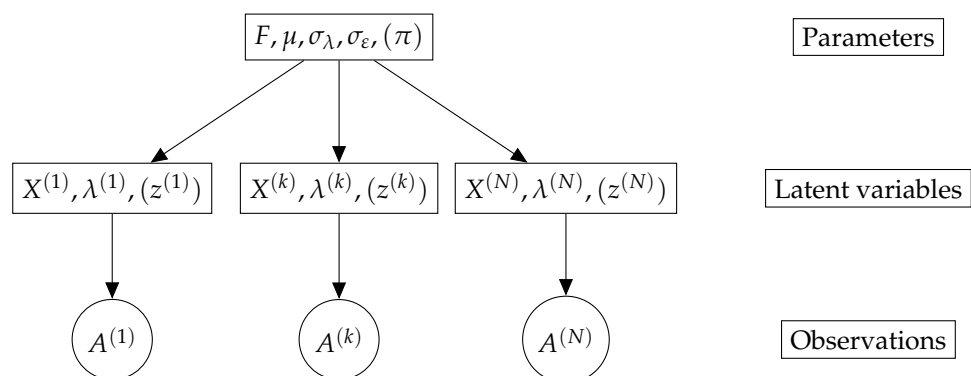 F, μ, σ_λ, σ_ε, (π)
Parameters
X^(1), λ^(1), (z^(1))
X^(k), λ^(k), (z^(k))
X^(N), λ^(N), (z^(N))
Latent variables
A^(1)
A^(k)
A^(N)
Observations